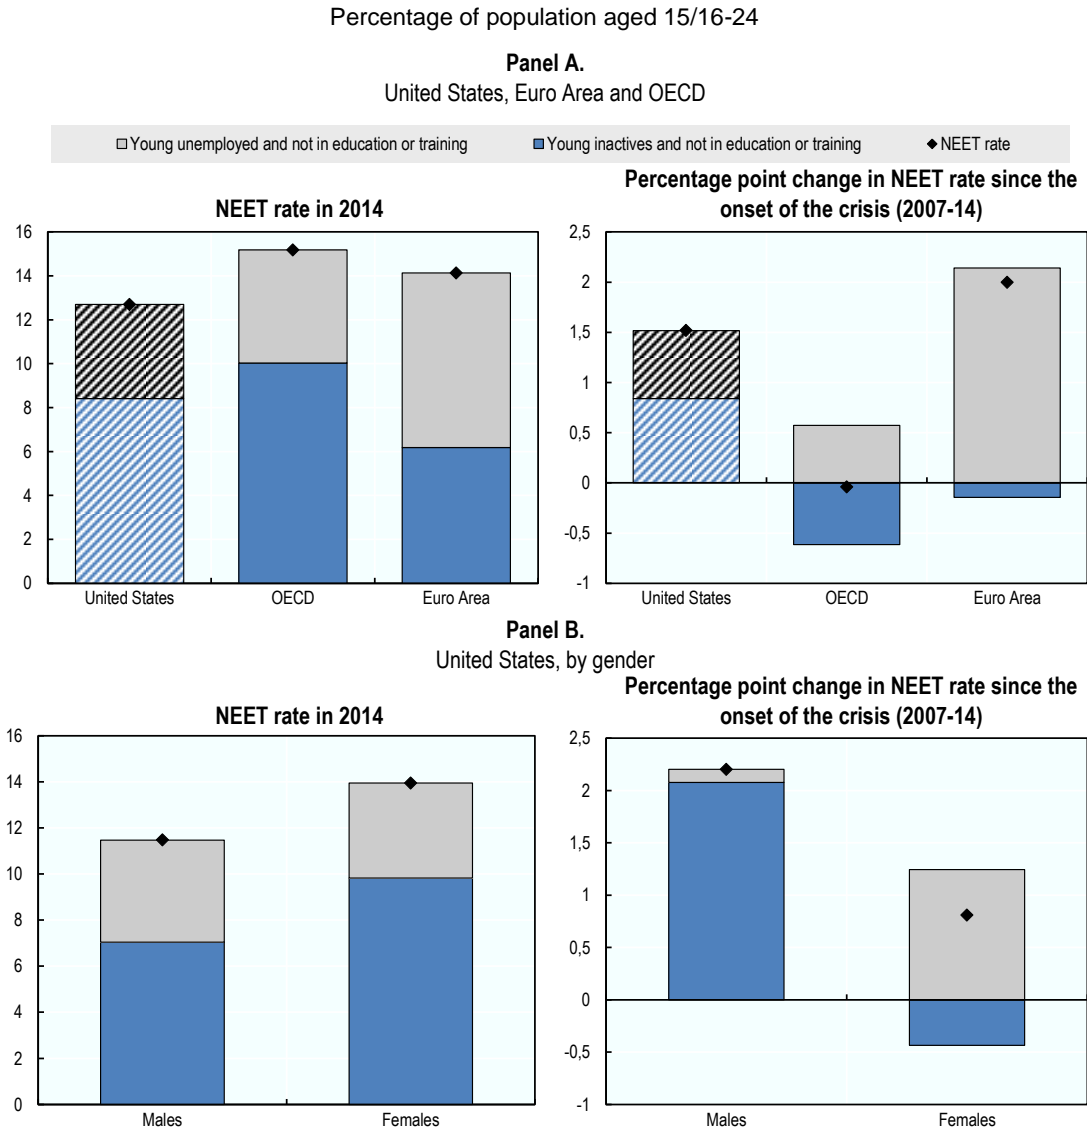 Percentage of population aged 15/16-24
Panel A.
United States, Euro Area and OECD
Young unemployed and not in education or training
Young inactives and not in education or training
NEET rate
NEET rate in 2014
16
14
12
10
8
6
4
2
0
United States
OECD
Euro Area
Percentage point change in NEET rate since the
onset of the crisis (2007-14)
2,5
2
1,5
1
0,5
0
-0,5
-1
United States
OECD
Euro Area
Panel B.
United States, by gender
NEET rate in 2014
16
14
12
10
8
6
4
2
0
Males
Females
Percentage point change in NEET rate since the
onset of the crisis (2007-14)
2,5
2
1,5
1
0,5
0
-0,5
-1
Males
Females